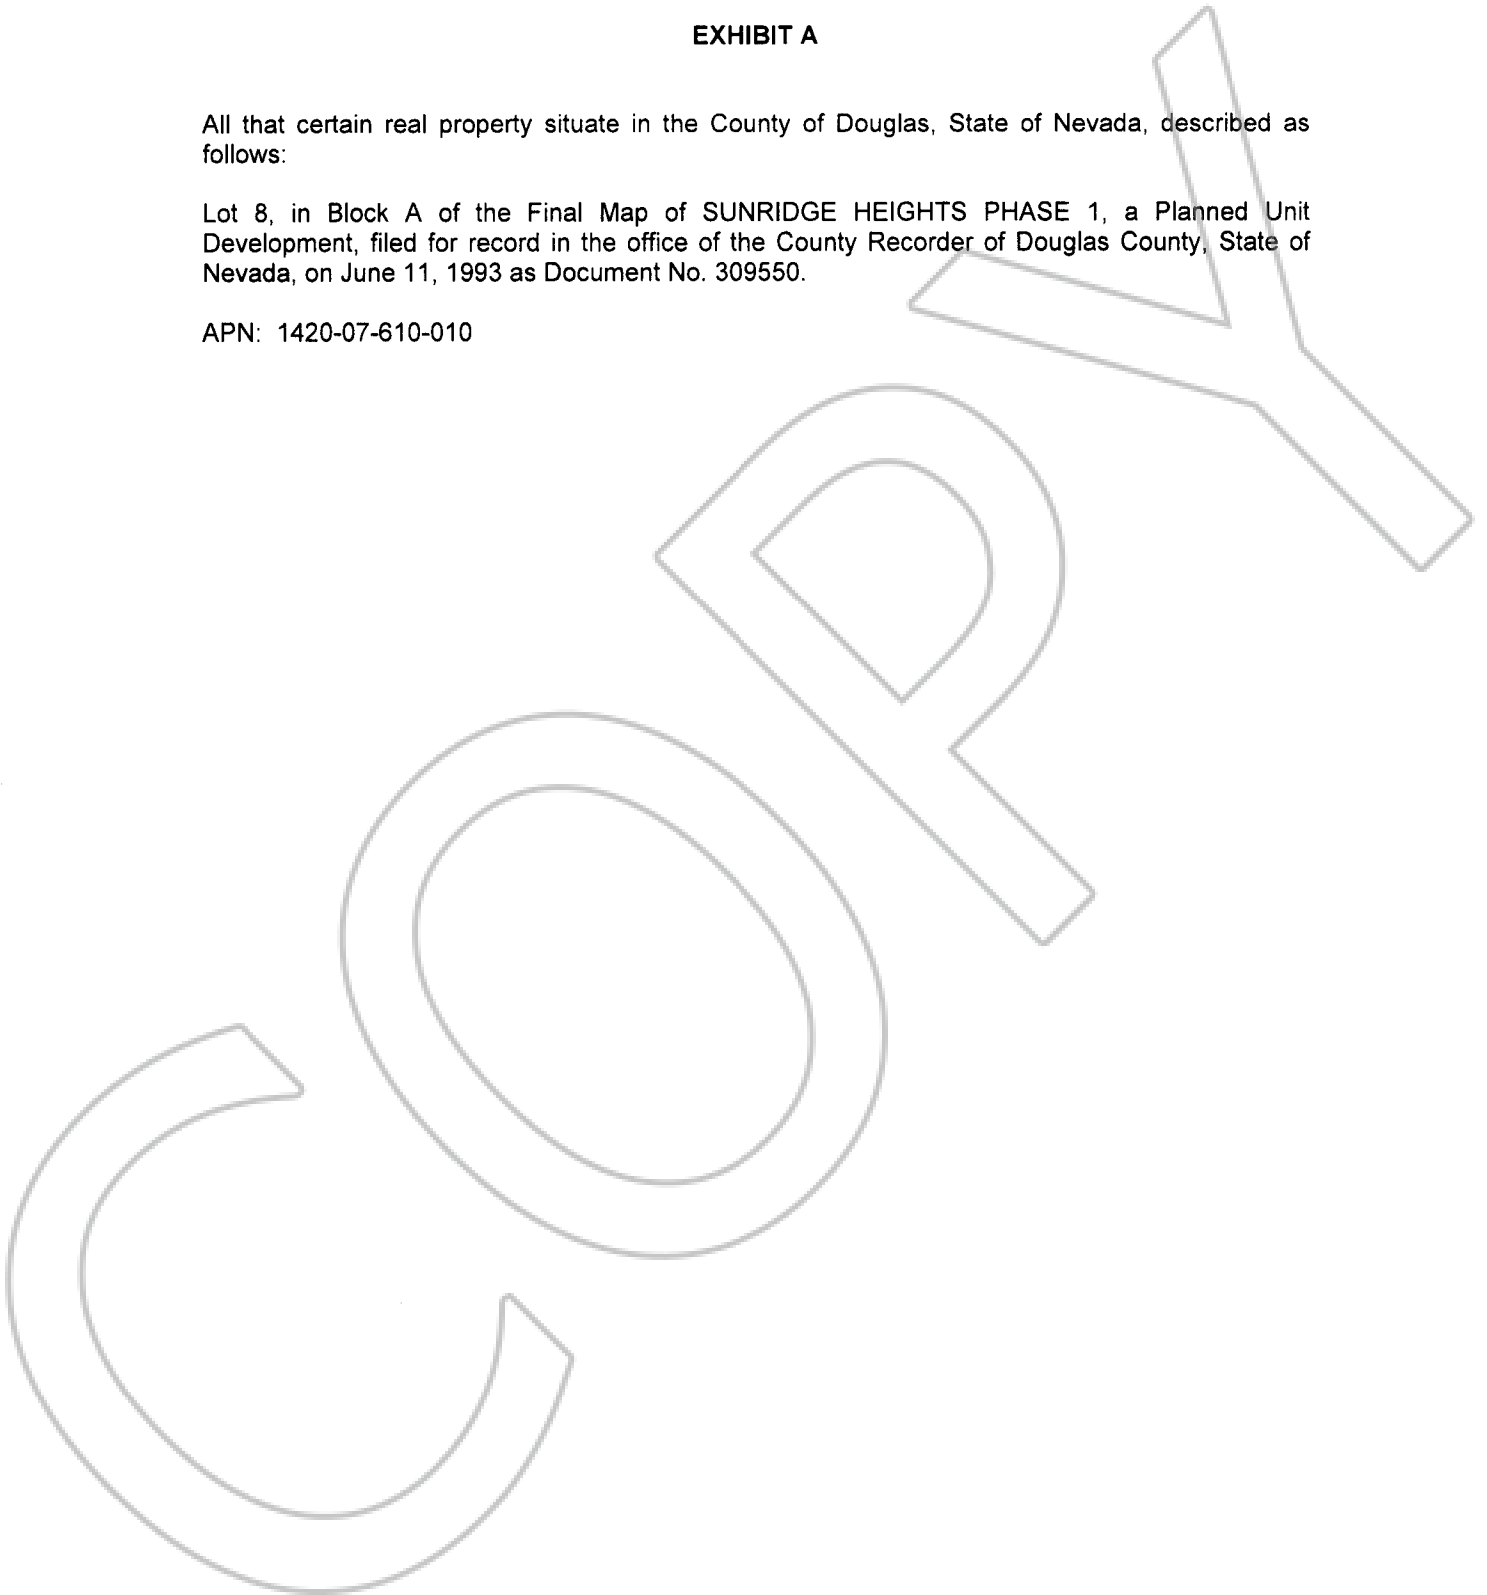 EXHIBIT A
All that certain real property situate in the County of Douglas, State of Nevada, described as
follows:
Lot 8, in Block A of the Final Map of SUNRIDGE HEIGHTS PHASE 1, a Planned Unit
Development, filed for record in the office of the County Recorder of Douglas County, State of
Nevada, on June 11, 1993 as Document No. 309550.
APN: 1420-07-610-010
COPY